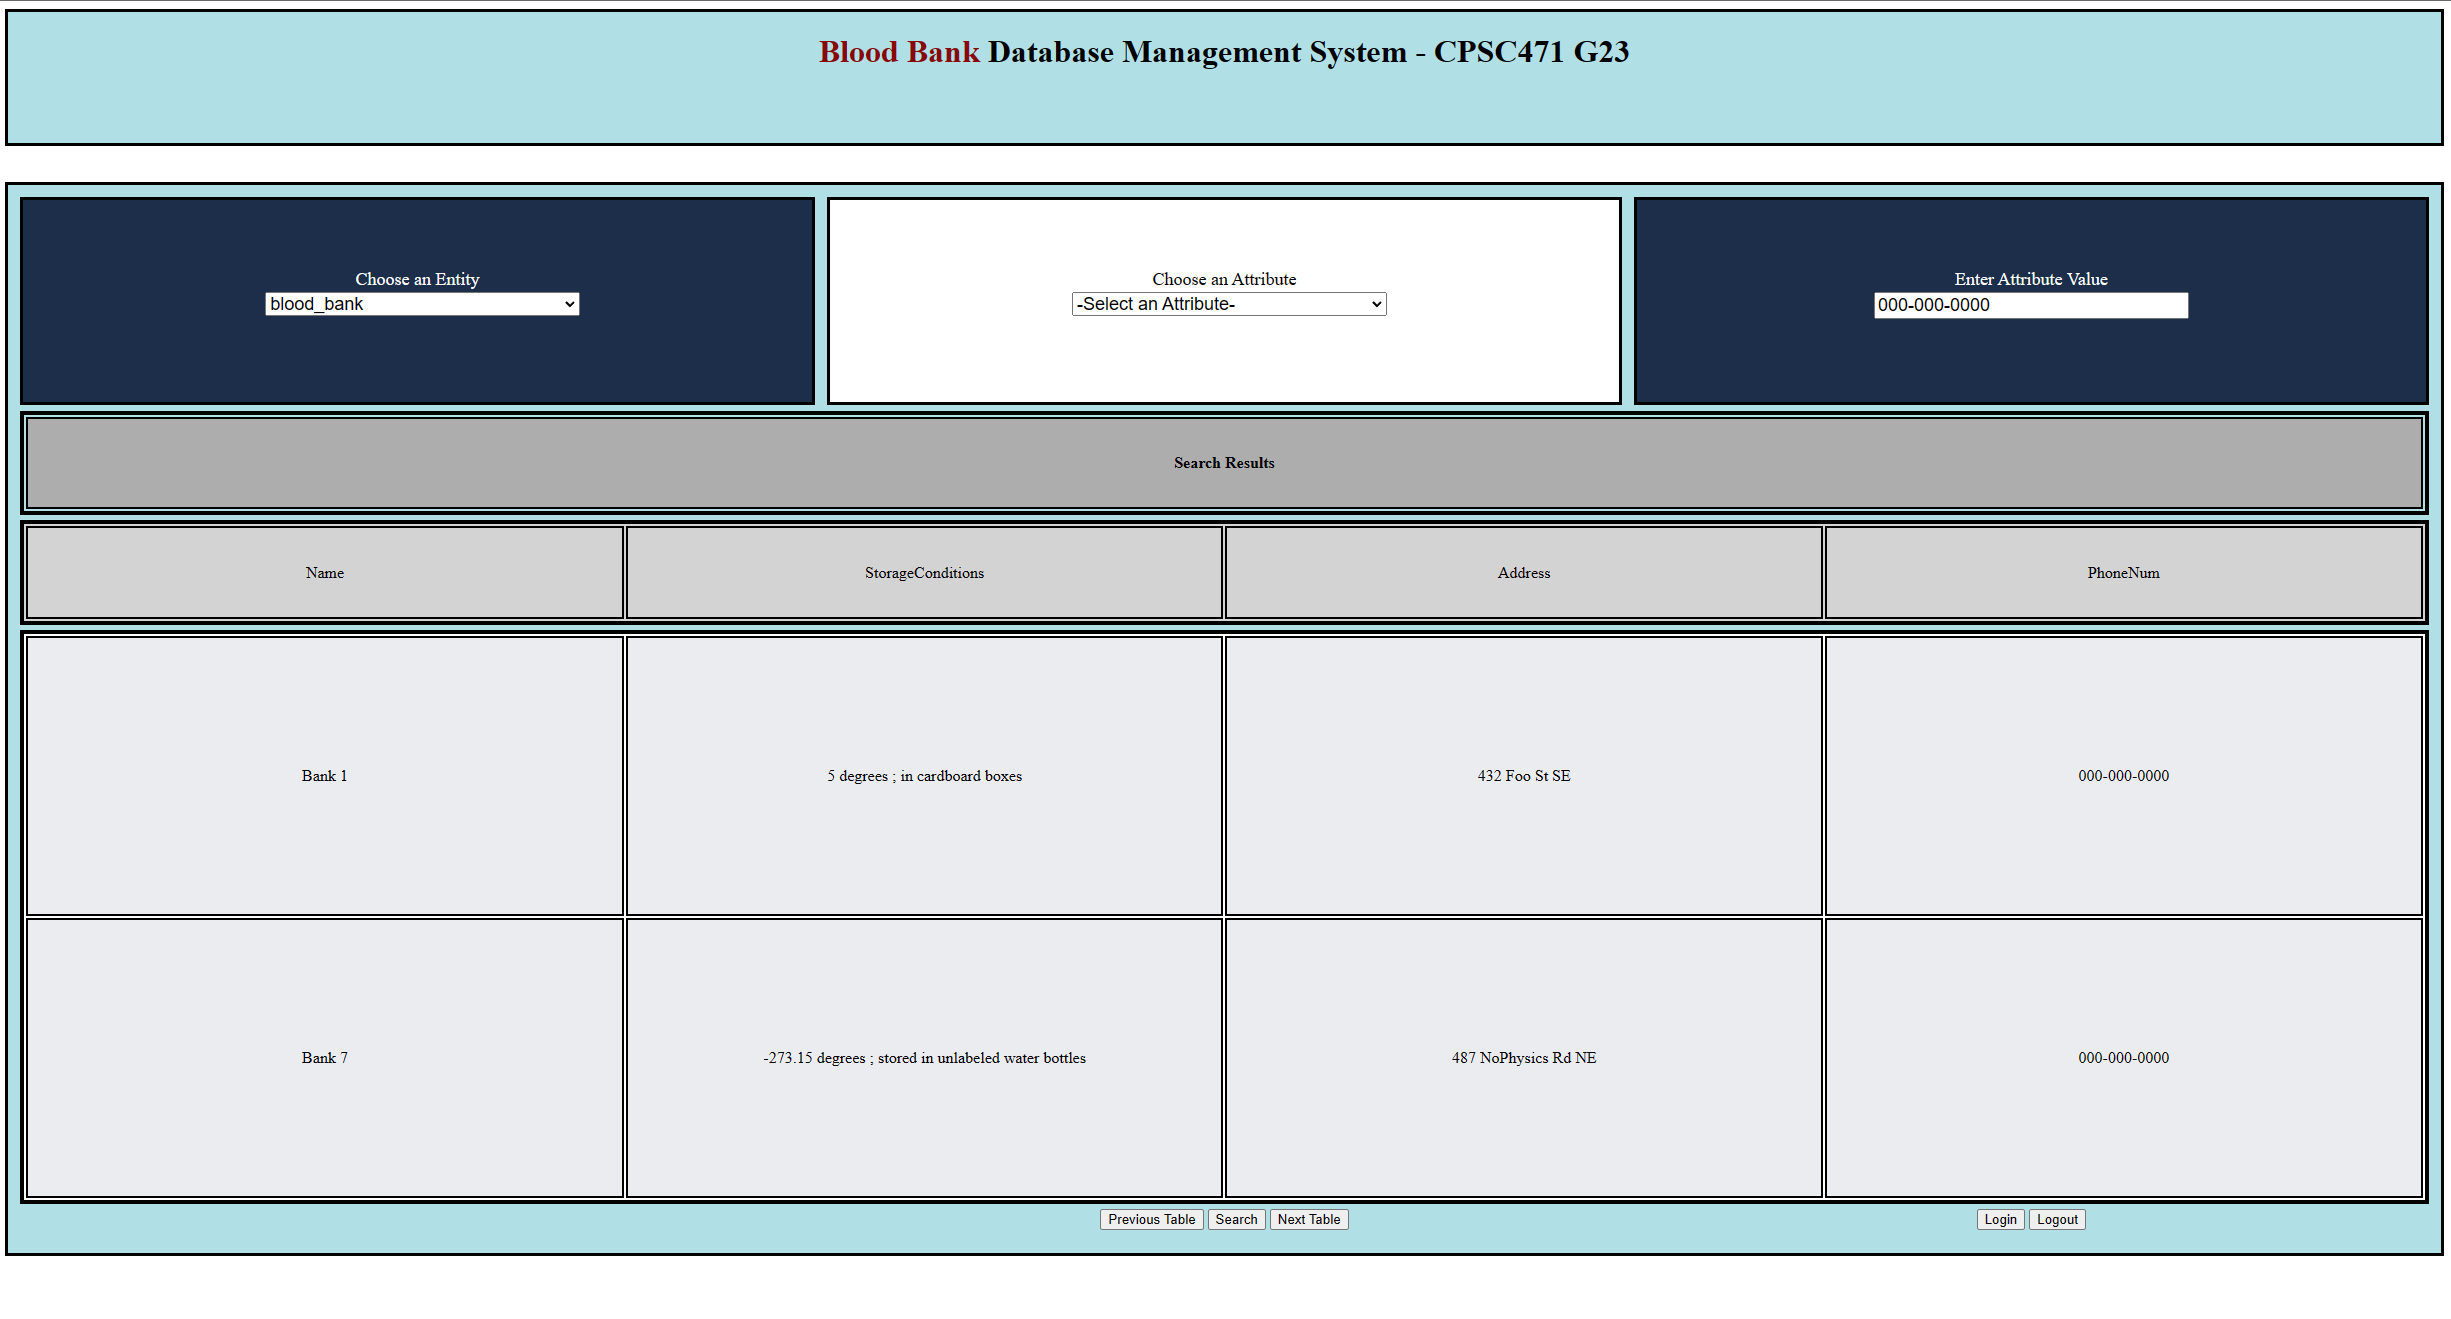 Blood Bank Database Management System - CPSC471 G23
Choose an Entity
blood_bank
Choose an Attribute
-Select an Attribute-
Enter Attribute Value
000-000-0000
Search Results
Name StorageConditions Address PhoneNum
Bank 1 5 degrees ; in cardboard boxes 432 Foo St SE 000-000-0000
Bank 7 -273.15 degrees ; stored in unlabeled water bottles 487 NoPhysics Rd NE 000-000-0000
Previous Table Search Next Table Login Logout